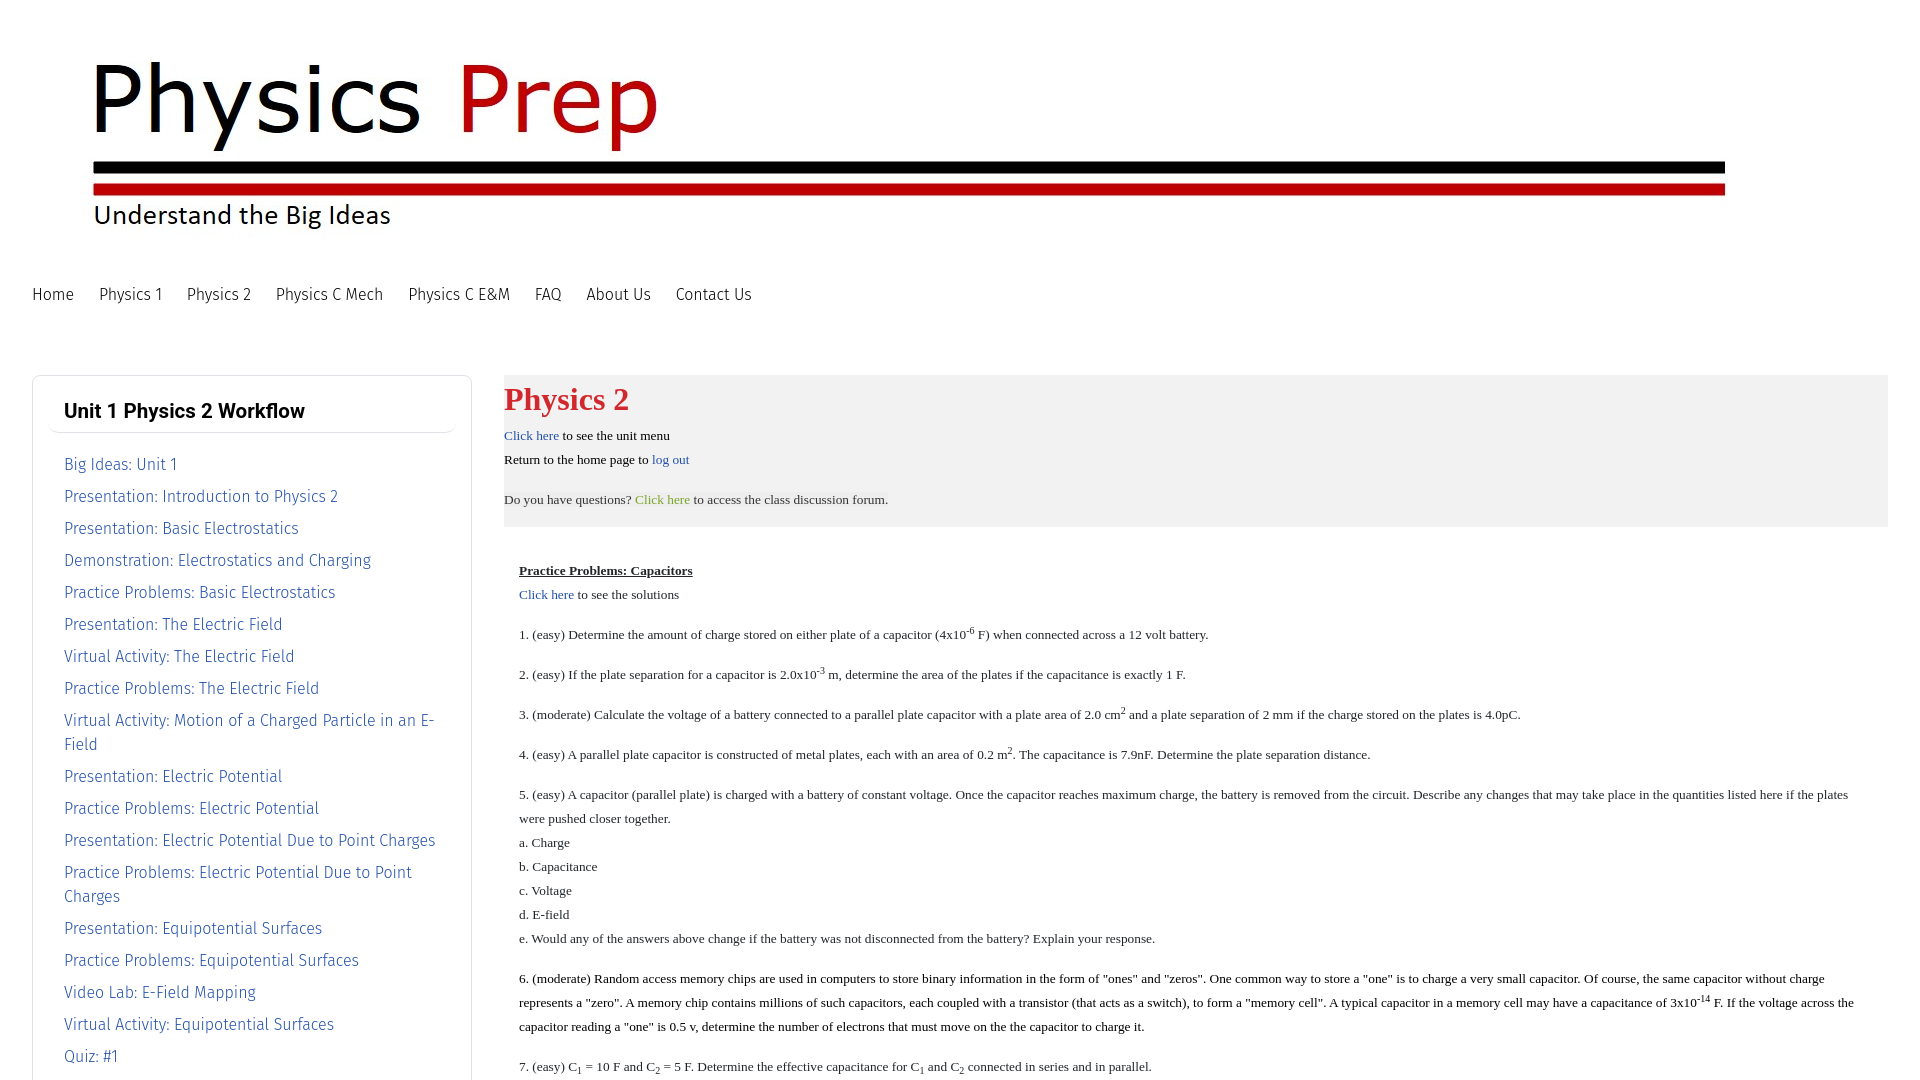 Physics Prep
Understand the Big Ideas
Home Physics 1 Physics 2 Physics C Mech Physics C E&M FAQ About Us Contact Us
Unit 1 Physics 2 Workflow
Big Ideas: Unit 1
Presentation: Introduction to Physics 2
Presentation: Basic Electrostatics
Demonstration: Electrostatics and Charging
Practice Problems: Basic Electrostatics
Presentation: The Electric Field
Virtual Activity: The Electric Field
Practice Problems: The Electric Field
Virtual Activity: Motion of a Charged Particle in an E-
Field
Presentation: Electric Potential
Practice Problems: Electric Potential
Presentation: Electric Potential Due to Point Charges
Practice Problems: Electric Potential Due to Point
Charges
Presentation: Equipotential Surfaces
Practice Problems: Equipotential Surfaces
Video Lab: E-Field Mapping
Virtual Activity: Equipotential Surfaces
Quiz: #1
Physics 2
Click here to see the unit menu
Return to the home page to log out
Do you have questions? Click here to access the class discussion forum.
Practice Problems: Capacitors
Click here to see the solutions
1. (easy) Determine the amount of charge stored on either plate of a capacitor (4x10⁻⁶ F) when connected across a 12 volt battery.
2. (easy) If the plate separation for a capacitor is 2.0x10⁻³ m, determine the area of the plates if the capacitance is exactly 1 F.
3. (moderate) Calculate the voltage of a battery connected to a parallel plate capacitor with a plate area of 2.0 cm² and a plate separation of 2 mm if the charge stored on the plates is 4.0pC.
4. (easy) A parallel plate capacitor is constructed of metal plates, each with an area of 0.2 m². The capacitance is 7.9nF. Determine the plate separation distance.
5. (easy) A capacitor (parallel plate) is charged with a battery of constant voltage. Once the capacitor reaches maximum charge, the battery is removed from the circuit. Describe any changes that may take place in the quantities listed here if the plates
were pushed closer together.
a. Charge
b. Capacitance
c. Voltage
d. E-field
e. Would any of the answers above change if the battery was not disconnected from the battery? Explain your response.
6. (moderate) Random access memory chips are used in computers to store binary information in the form of "ones" and "zeros". One common way to store a "one" is to charge a very small capacitor. Of course, the same capacitor without charge
represents a "zero". A memory chip contains millions of such capacitors, each coupled with a transistor (that acts as a switch), to form a "memory cell". A typical capacitor in a memory cell may have a capacitance of 3x10⁻¹⁴ F. If the voltage across the
capacitor reading a "one" is 0.5 v, determine the number of electrons that must move on the the capacitor to charge it.
7. (easy) C₁ = 10 F and C₂ = 5 F. Determine the effective capacitance for C₁ and C₂ connected in series and in parallel.